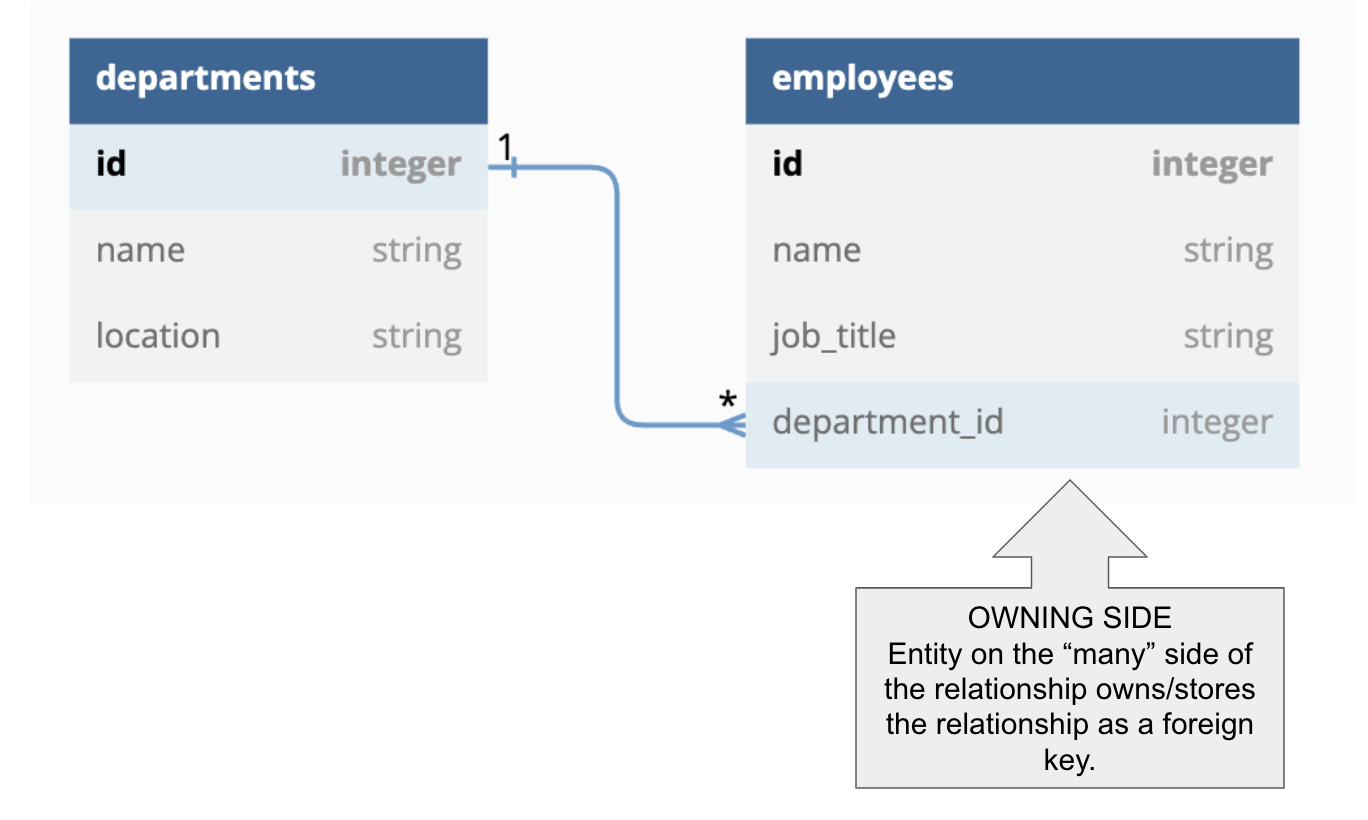 departments
id integer
name string
location string
1
*
employees
id integer
name string
job_title string
department_id integer
OWNING SIDE
Entity on the “many” side of
the relationship owns/stores
the relationship as a foreign
key.